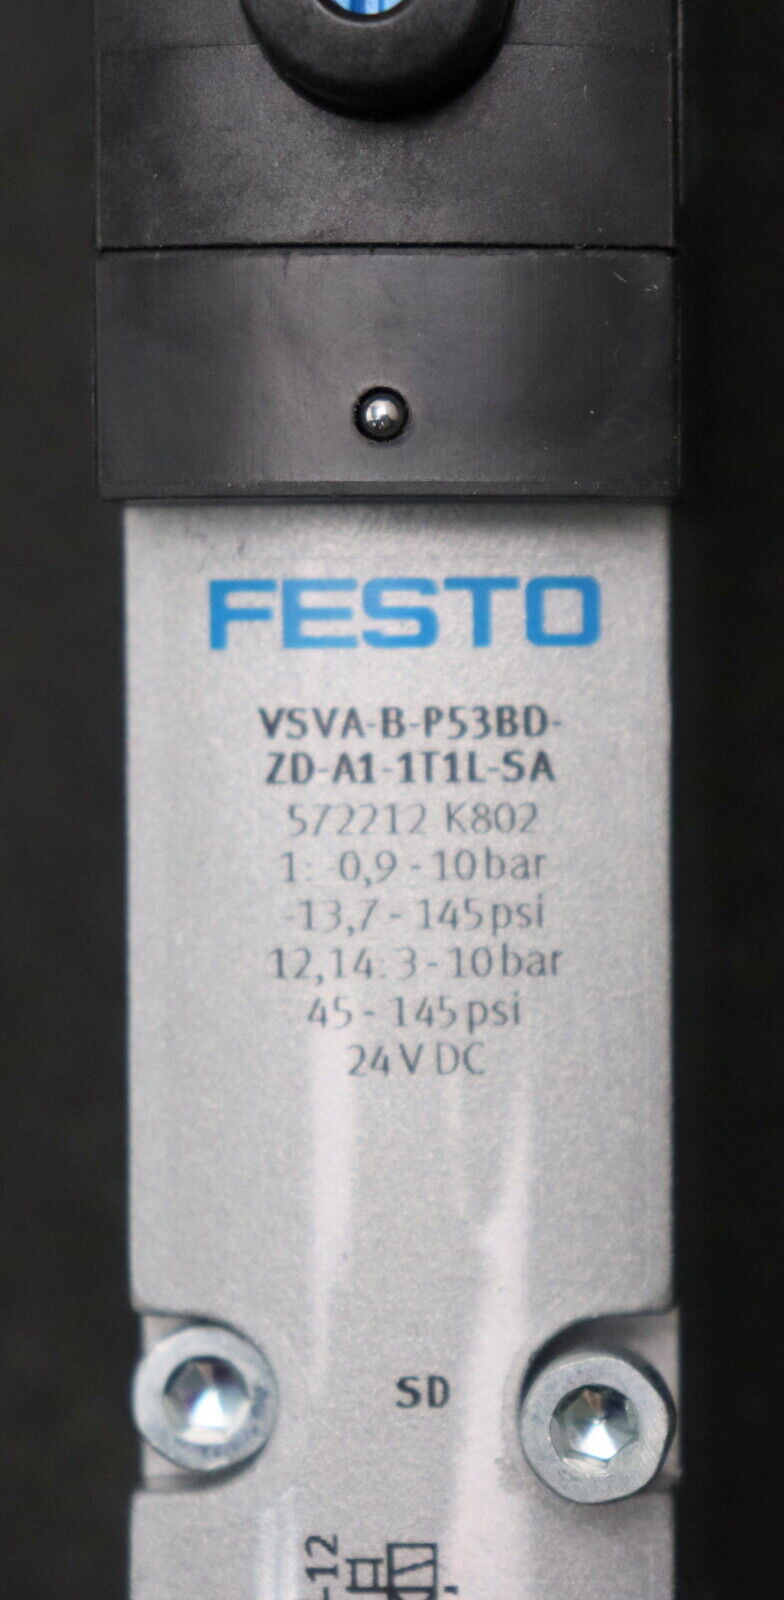 FESTO
VSVA-B-P53BD-
ZD-A1-1T1L-SA
572212 K802
1: -0,9 - 10 bar
-13,7 - 145 psi
12,14: 3 - 10 bar
45 - 145 psi
24 V DC
SD
-12